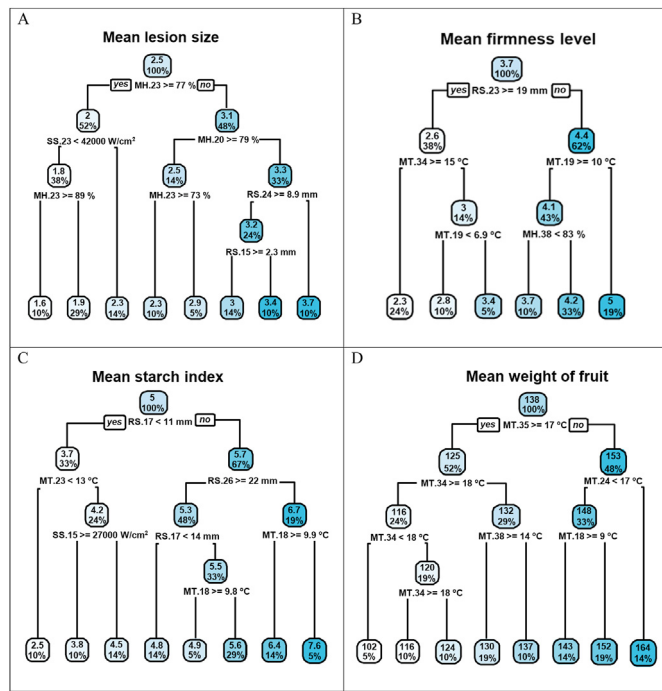 A
Mean lesion size
2.5
100%
yes MH.23 >= 77 % no
2
52%
SS.23 < 42000 W/cm²
3.1
48%
MH.20 >= 79 %
1.8
38%
MH.23 >= 89 %
2.5
14%
MH.23 >= 73 %
3.3
33%
RS.24 >= 8.9 mm
3.2
24%
RS.15 >= 2.3 mm
1.6 1.9 2.3 2.3 2.9 3 3.4 3.7
10% 29% 14% 10% 5% 14% 10% 10%
B
Mean firmness level
3.7
100%
yes RS.23 >= 19 mm no
2.6
38%
MT.34 >= 15 ºC
4.4
62%
MT.19 >= 10 ºC
3
14%
MT.19 < 6.9 ºC
4.1
43%
MH.38 < 83 %
2.3 2.8 3.4 3.7 4.2 5
24% 10% 5% 10% 33% 19%
C
Mean starch index
5
100%
yes RS.17 < 11 mm no
3.7
33%
MT.23 < 13 ºC
5.7
67%
RS.26 >= 22 mm
4.2
24%
SS.15 >= 27000 W/cm²
5.3
48%
RS.17 < 14 mm
6.7
19%
MT.18 >= 9.9 ºC
5.5
33%
MT.18 >= 9.8 ºC
2.5 3.8 4.5 4.8 4.9 5.6 6.4 7.6
10% 10% 14% 14% 5% 29% 14% 5%
D
Mean weight of fruit
138
100%
yes MT.35 >= 17 ºC no
125
52%
MT.34 >= 18 ºC
153
48%
MT.24 < 17 ºC
116
24%
MT.34 < 18 ºC
132
29%
MT.38 >= 14 ºC
148
33%
MT.18 >= 9 ºC
120
19%
MT.34 >= 18 ºC
102 116 124 130 137 143 152 164
5% 10% 10% 19% 10% 14% 19% 14%